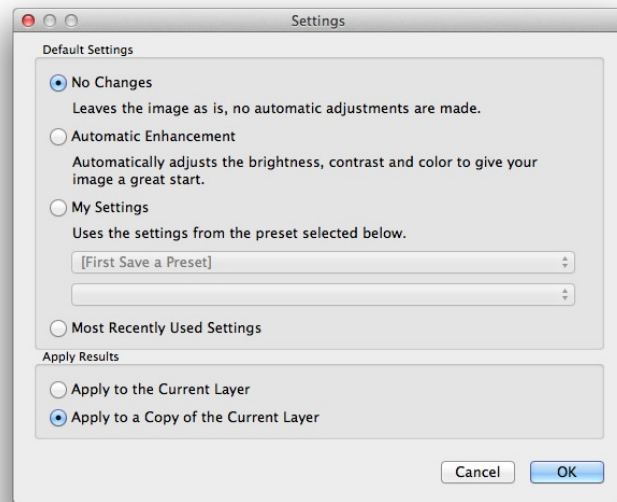 Settings
Default Settings
No Changes
Leaves the image as is, no automatic adjustments are made.
Automatic Enhancement
Automatically adjusts the brightness, contrast and color to give your
image a great start.
My Settings
Uses the settings from the preset selected below.
[First Save a Preset]
Most Recently Used Settings
Apply Results
Apply to the Current Layer
Apply to a Copy of the Current Layer
Cancel OK